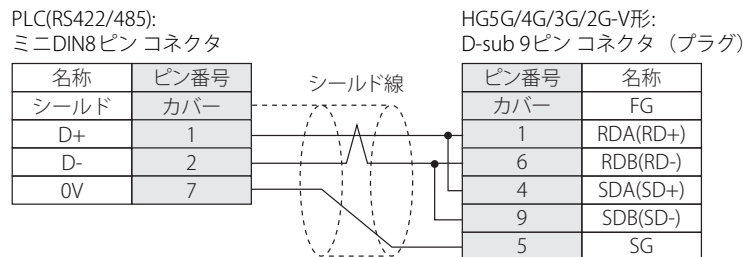 PLC(RS422/485):
ミニDIN8ピン コネクタ
HG5G/4G/3G/2G-V形:
D-sub 9ピン コネクタ（プラグ）
シールド線
名称 ピン番号
シールド カバー
D+ 1
D- 2
0V 7
ピン番号 名称
カバー FG
1 RDA(RD+)
6 RDB(RD-)
4 SDA(SD+)
9 SDB(SD-)
5 SG